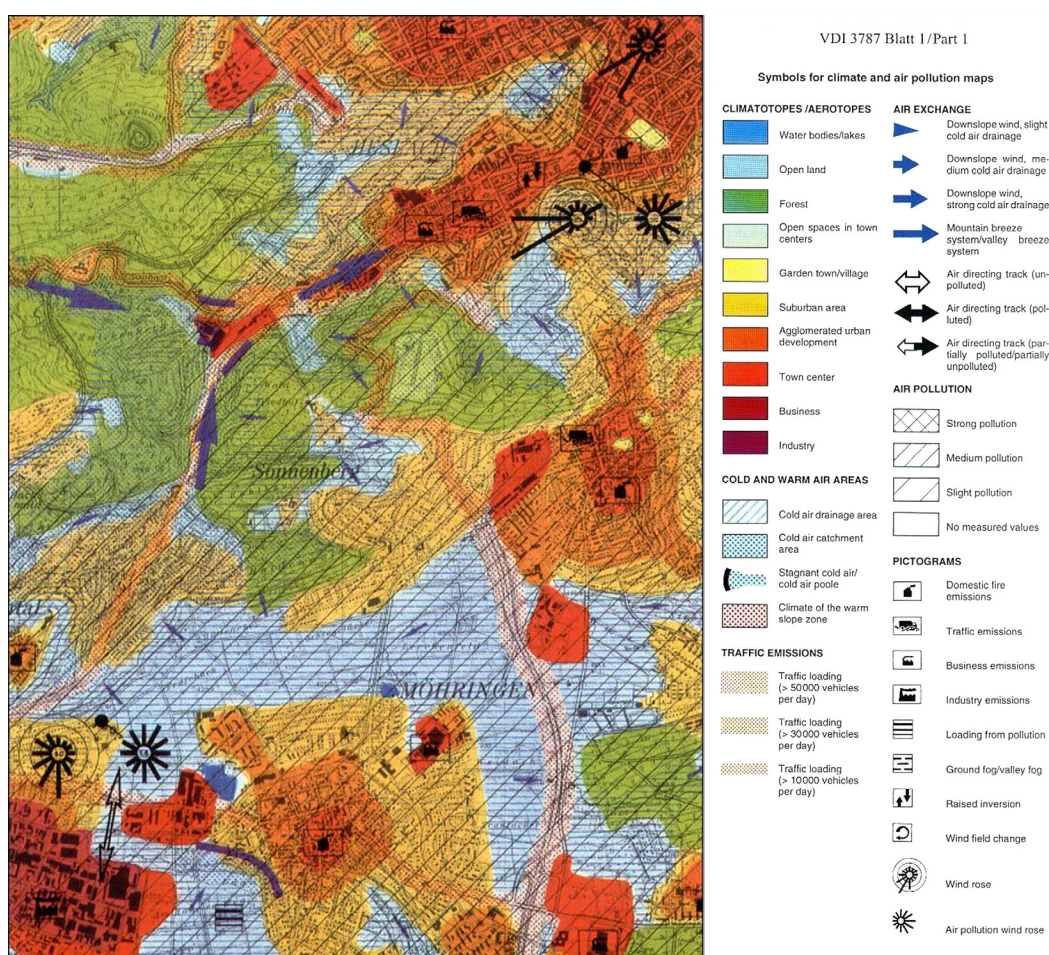 HESLACH
Sonnenberg
MÖHRINGEN
VDI 3787 Blatt 1/Part 1
Symbols for climate and air pollution maps
CLIMATOTOPES /AEROTOPES
Water bodies/lakes
Open land
Forest
Open spaces in town
centers
Garden town/village
Suburban area
Agglomerated urban
development
Town center
Business
Industry
COLD AND WARM AIR AREAS
Cold air drainage area
Cold air catchment
area
Stagnant cold air/
cold air poole
Climate of the warm
slope zone
TRAFFIC EMISSIONS
Traffic loading
(> 50000 vehicles
per day)
Traffic loading
(> 30000 vehicles
per day)
Traffic loading
(> 10000 vehicles
per day)
AIR EXCHANGE
Downslope wind, slight
cold air drainage
Downslope wind, me-
dium cold air drainage
Downslope wind,
strong cold air drainage
Mountain breeze
system/valley breeze
system
Air directing track (un-
polluted)
Air directing track (pol-
luted)
Air directing track (par-
tially polluted/partially
unpolluted)
AIR POLLUTION
Strong pollution
Medium pollution
Slight pollution
No measured values
PICTOGRAMS
Domestic fire
emissions
Traffic emissions
Business emissions
Industry emissions
Loading from pollution
Ground fog/valley fog
Raised inversion
Wind field change
Wind rose
Air pollution wind rose